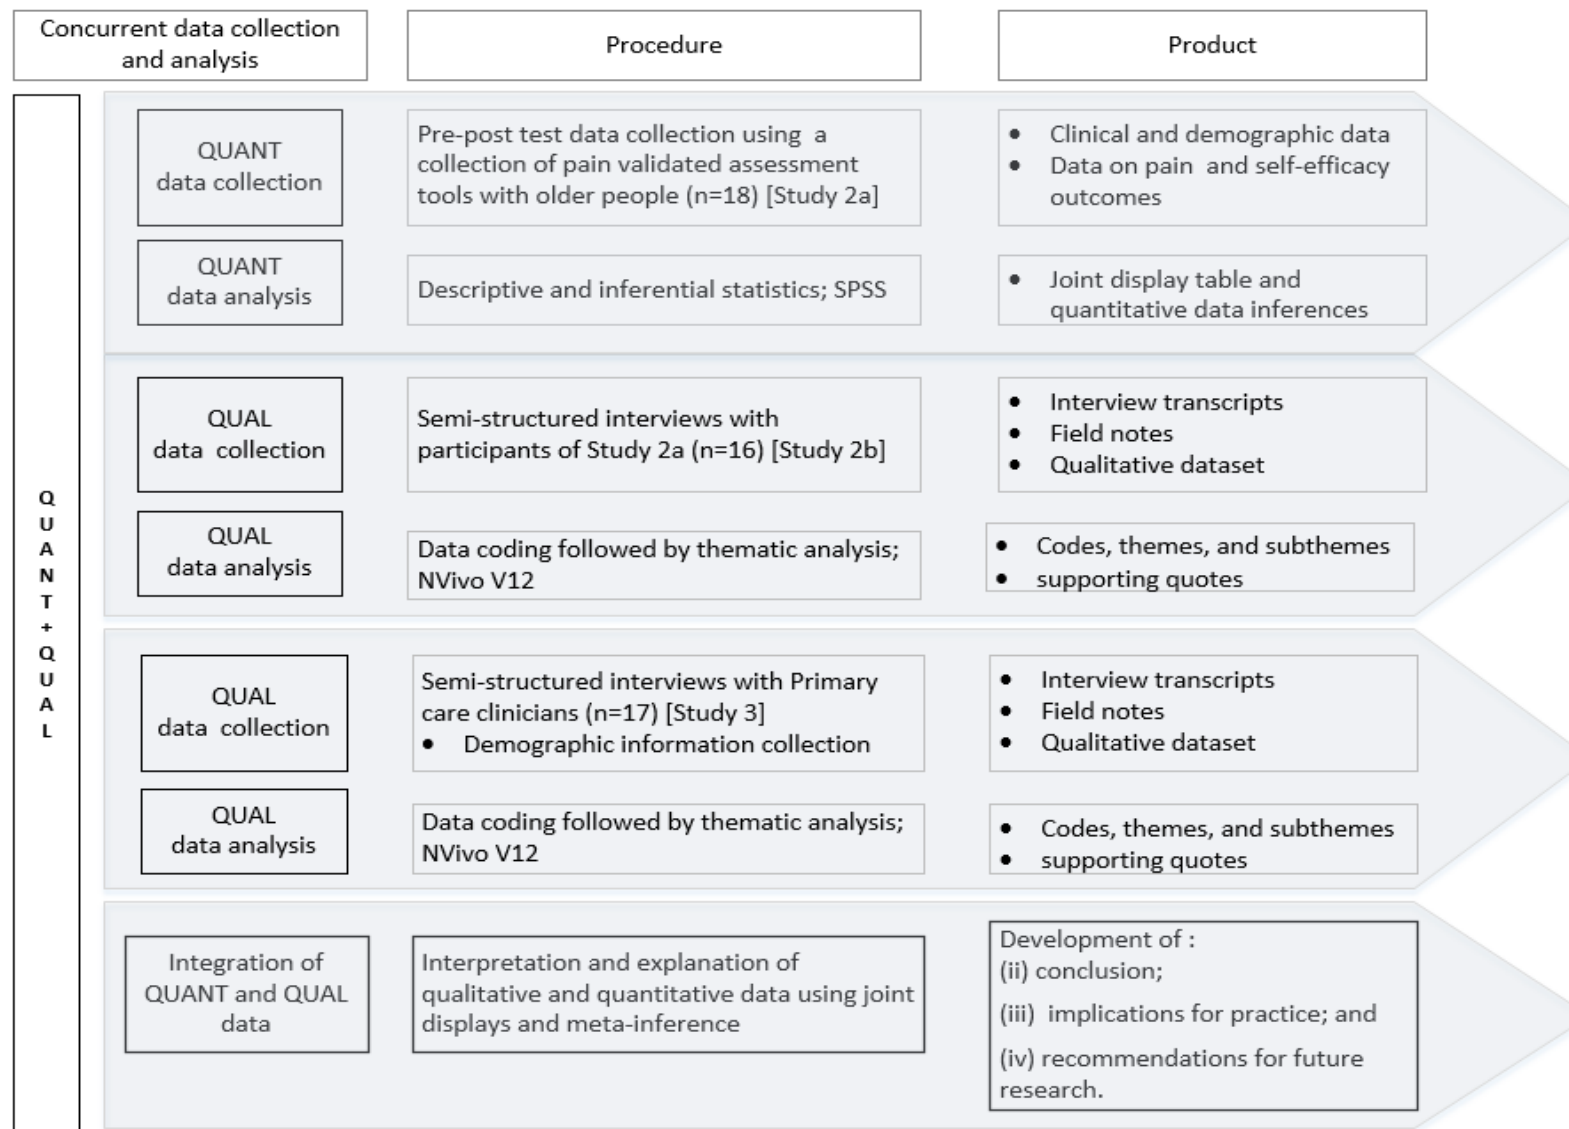 Concurrent data collection
and analysis
Procedure
Product
QUANT+QUAL
QUANT
data collection
Pre-post test data collection using a
collection of pain validated assessment
tools with older people (n=18) [Study 2a]
• Clinical and demographic data
• Data on pain and self-efficacy
outcomes
QUANT
data analysis
Descriptive and inferential statistics; SPSS
• Joint display table and
quantitative data inferences
QUAL
data collection
Semi-structured interviews with
participants of Study 2a (n=16) [Study 2b]
• Interview transcripts
• Field notes
• Qualitative dataset
QUAL
data analysis
Data coding followed by thematic analysis;
NVivo V12
• Codes, themes, and subthemes
• supporting quotes
QUAL
data collection
Semi-structured interviews with Primary
care clinicians (n=17) [Study 3]
• Demographic information collection
• Interview transcripts
• Field notes
• Qualitative dataset
QUAL
data analysis
Data coding followed by thematic analysis;
NVivo V12
• Codes, themes, and subthemes
• supporting quotes
Integration of
QUANT and QUAL
data
Interpretation and explanation of
qualitative and quantitative data using joint
displays and meta-inference
Development of :
(ii) conclusion;
(iii) implications for practice; and
(iv) recommendations for future
research.